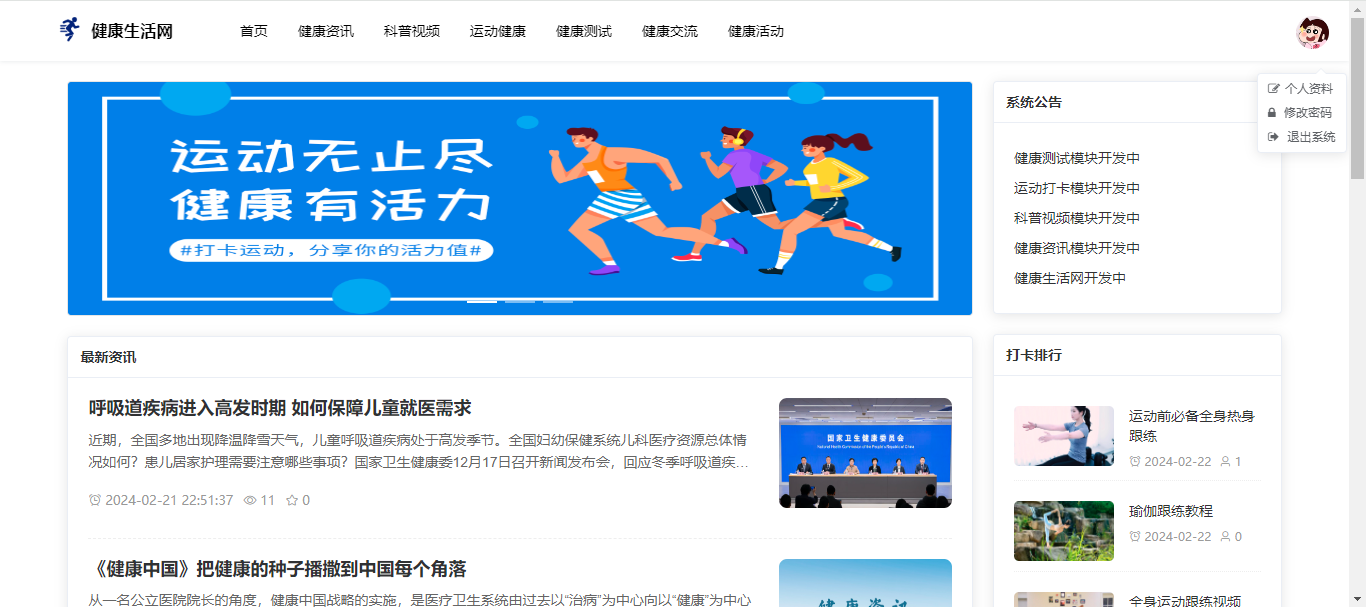 健康生活网
首页 健康资讯 科普视频 运动健康 健康测试 健康交流 健康活动
个人资料
修改密码
退出系统
运动无止尽
健康有活力
#打卡运动，分享你的活力值#
系统公告
健康测试模块开发中
运动打卡模块开发中
科普视频模块开发中
健康资讯模块开发中
健康生活网开发中
最新资讯
呼吸道疾病进入高发时期 如何保障儿童就医需求
近期，全国多地出现降温降雪天气，儿童呼吸道疾病处于高发季节。全国妇幼保健系统儿科医疗资源总体情
况如何？患儿居家护理需要注意哪些事项？国家卫生健康委12月17日召开新闻发布会，回应冬季呼吸道疾...
2024-02-21 22:51:37 11 0
国家卫生健康委员会
National Health Commission of the People's Republic of China
《健康中国》把健康的种子播撒到中国每个角落
从一名公立医院院长的角度，健康中国战略的实施，是医疗卫生系统由过去以“治病”为中心向以“健康”为中心
健康资讯
打卡排行
运动前必备全身热身
跟练
2024-02-22 1
瑜伽跟练教程
2024-02-22 0
全身运动跟练视频